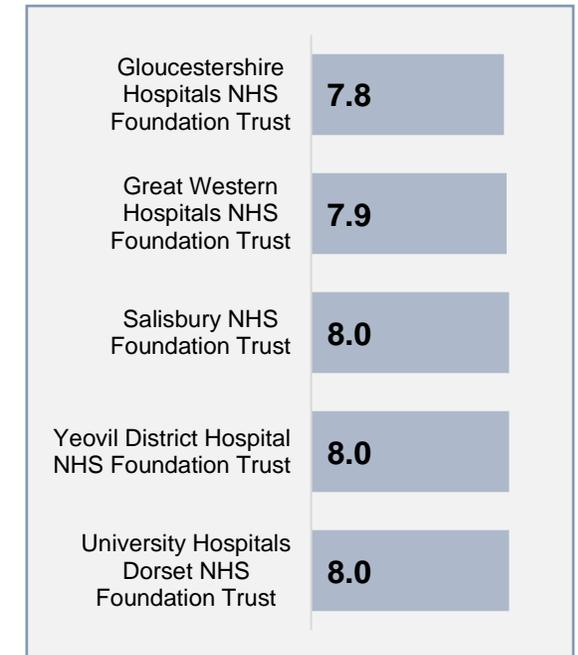 Gloucestershire
Hospitals NHS
Foundation Trust
7.8
Great Western
Hospitals NHS
Foundation Trust
7.9
Salisbury NHS
Foundation Trust
8.0
Yeovil District Hospital
NHS Foundation Trust
8.0
University Hospitals
Dorset NHS
Foundation Trust
8.0